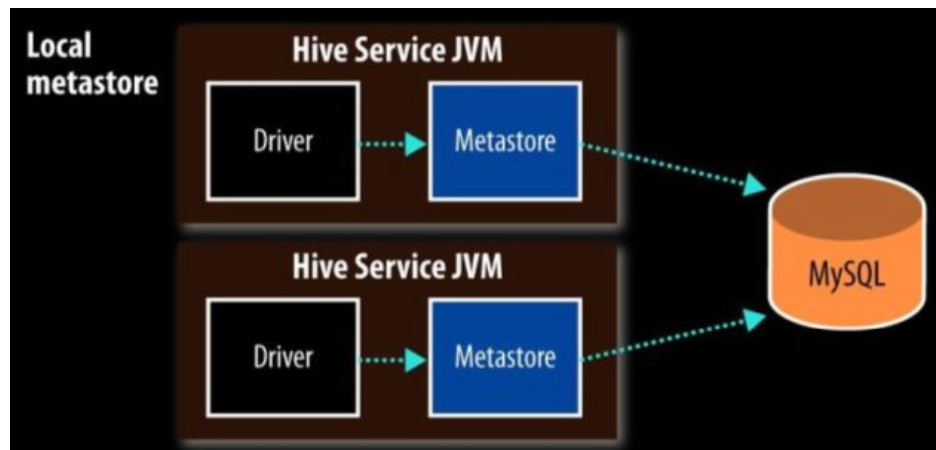 Local
metastore
Hive Service JVM
Driver
Metastore
Hive Service JVM
Driver
Metastore
MySQL